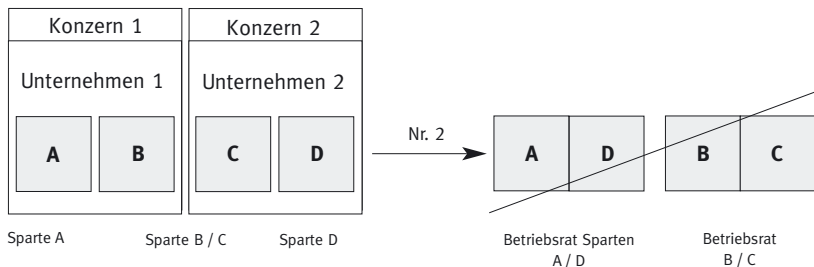 Konzern 1
Konzern 2
Unternehmen 1
Unternehmen 2
A
B
C
D
Nr. 2
A
D
B
C
Sparte A
Sparte B / C
Sparte D
Betriebsrat Sparten
A / D
Betriebsrat
B / C